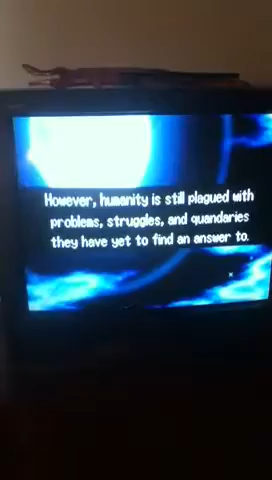 However, humanity is still plagued with
problems, struggles, and quandaries
they have yet to find an answer to.